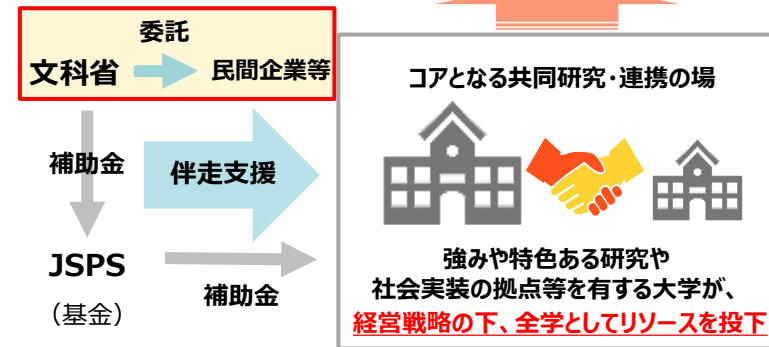 委託
文科省
民間企業等
補助金
伴走支援
JSPS
（基金）
補助金
コアとなる共同研究・連携の場
強みや特色ある研究や
社会実装の拠点等を有する大学が、
経営戦略の下、全学としてリソースを投下